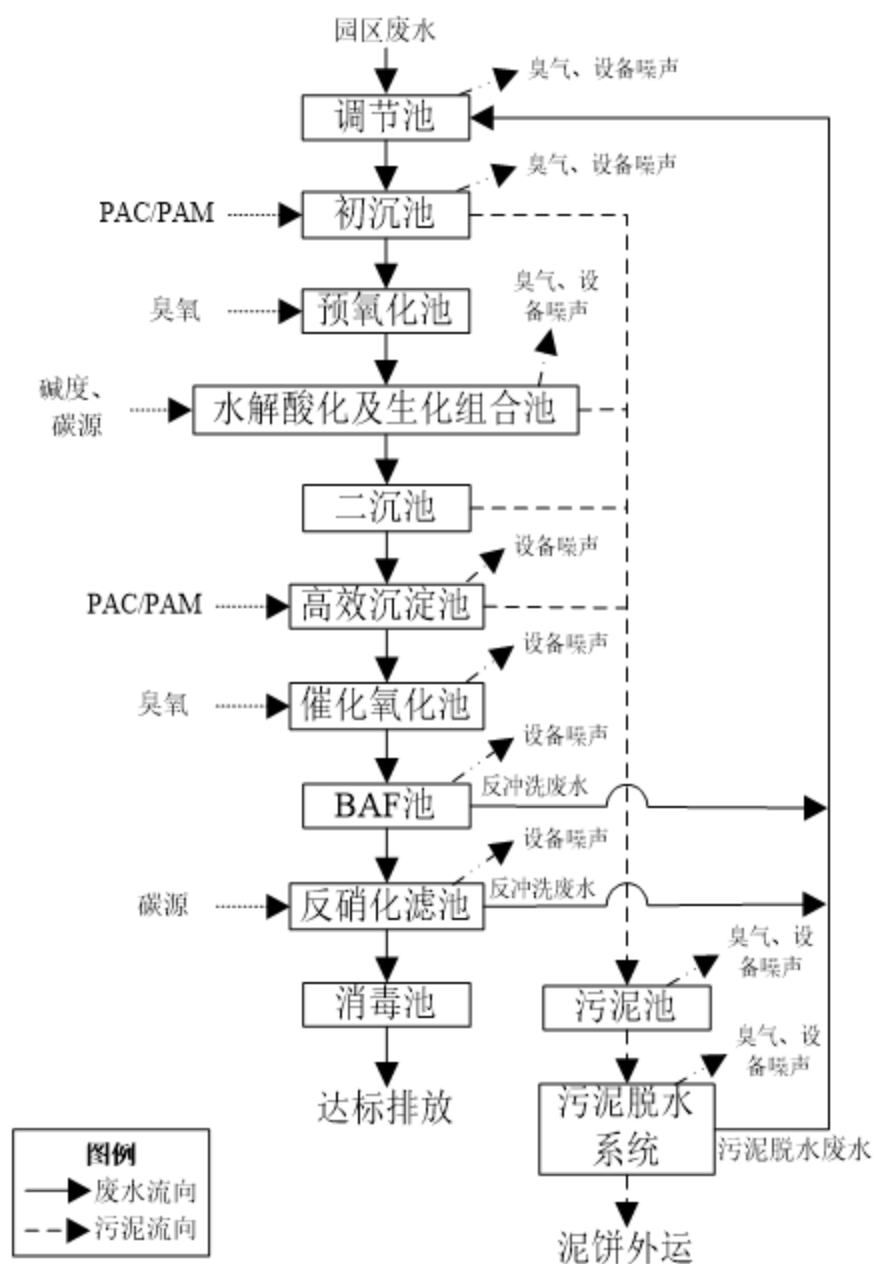 园区废水
臭气、设备噪声
调节池
臭气、设备噪声
PAC/PAM
初沉池
臭氧
预氧化池
臭气、设
备噪声
碱度、
碳源
水解酸化及生化组合池
二沉池
设备噪声
PAC/PAM
高效沉淀池
设备噪声
臭氧
催化氧化池
设备噪声
BAF池
反冲洗废水
设备噪声
碳源
反硝化滤池
反冲洗废水
臭气、设
备噪声
消毒池
污泥池
臭气、设
备噪声
达标排放
污泥脱水
系统
污泥脱水废水
图例
废水流向
污泥流向
泥饼外运